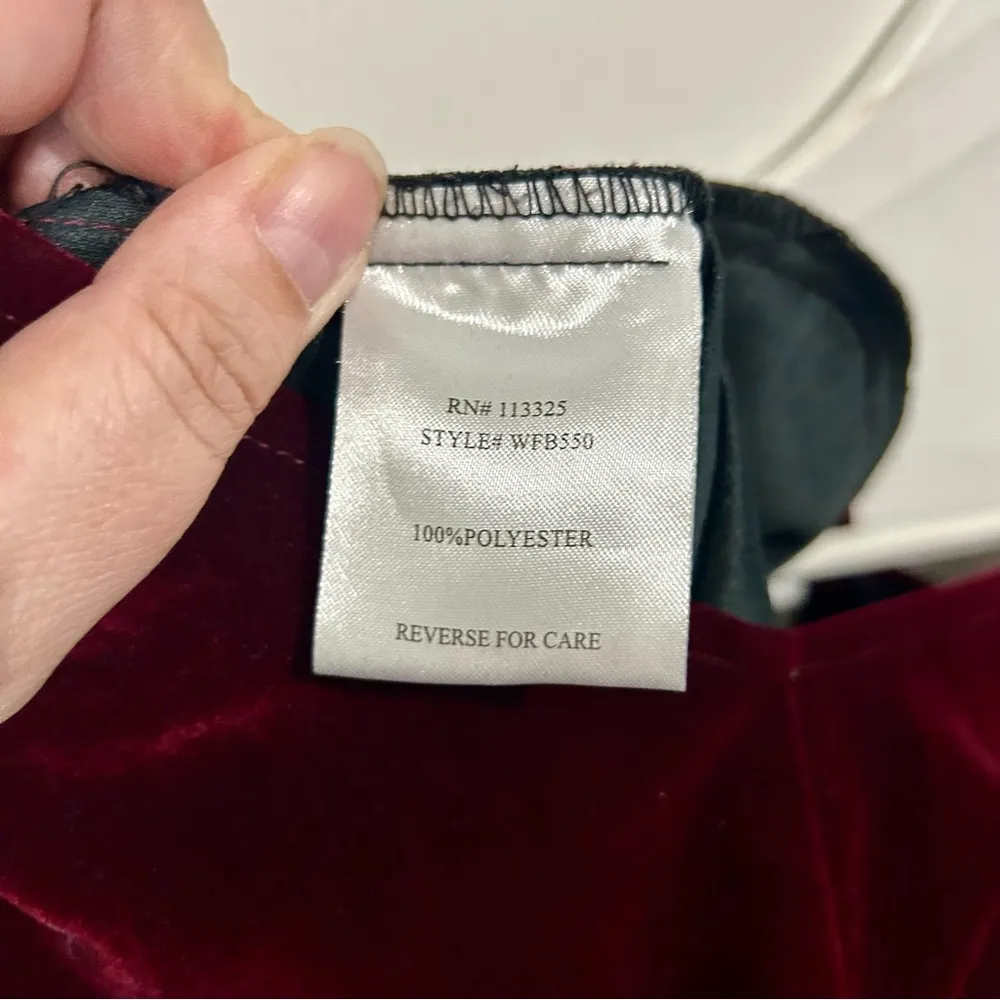 RN# 113325
STYLE# WFB550
100%POLYESTER
REVERSE FOR CARE